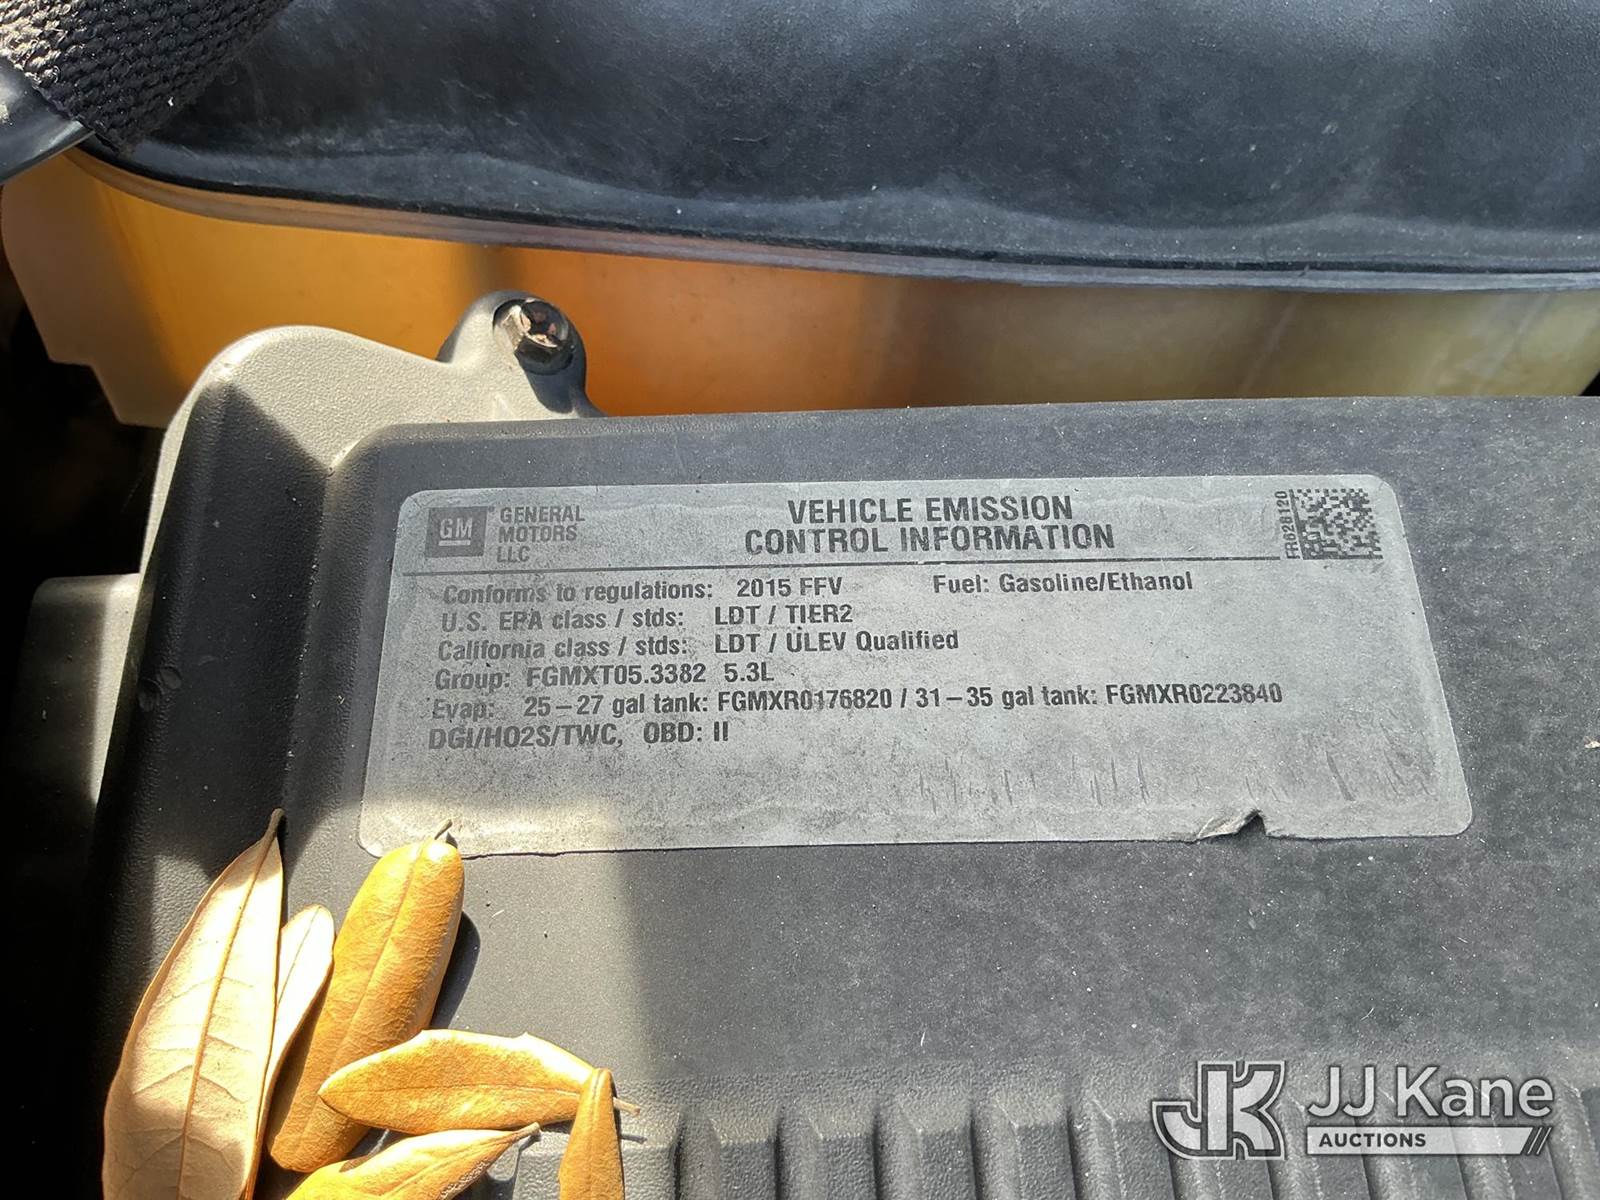 GM
GENERAL
MOTORS
LLC
VEHICLE EMISSION
CONTROL INFORMATION
FR626120
Conforms to regulations: 2015 FFV Fuel: Gasoline/Ethanol
U.S. EPA class / stds: LDT / TIER2
California class / stds: LDT / ULEV Qualified
Group: FGMXT05.3382 5.3L
Evap: 25–27 gal tank: FGMXR0176820 / 31–35 gal tank: FGMXR0223840
DGI/HO2S/TWC, OBD: II
JK JJ Kane
AUCTIONS